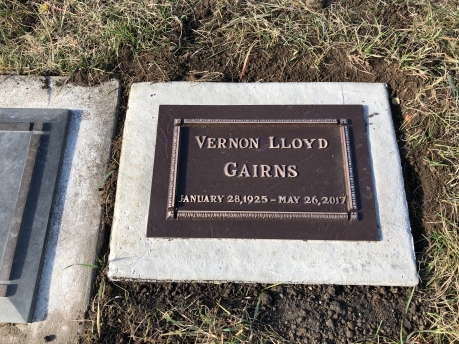 Vernon Lloyd
Gairns
January 28,1925 – May 26,2017